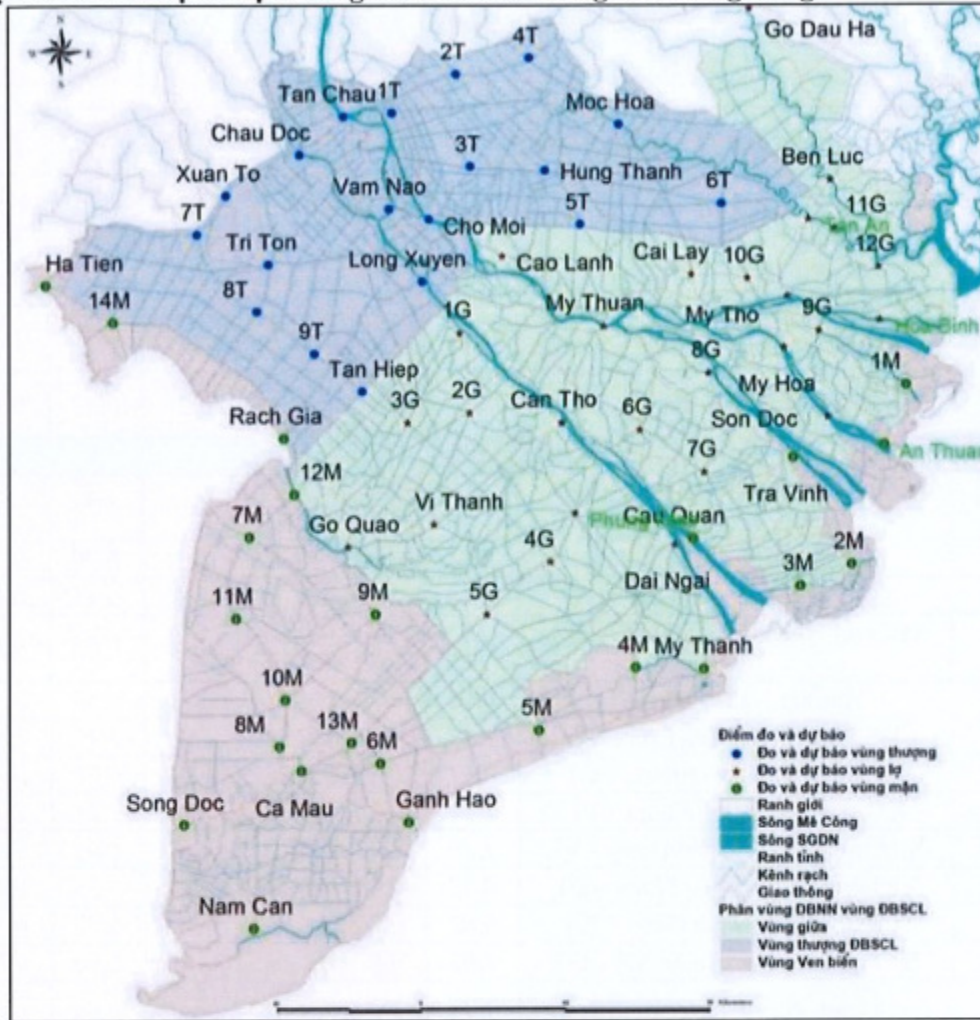 Go Dau Ha
4T
2T
Tan Chau
1T
Moc Hoa
Chau Doc
3T
Ben Luc
Xuan To
Vam Nao
Hung Thanh
6T
11G
7T
5T
Tan An
Cho Moi
12G
Tri Ton
Long Xuyen
Cai Lay
10G
Ha Tien
Cao Lanh
14M
8T
1G
My Thuan
My Tho
9G
Hoa Binh
9T
8G
1M
Tan Hiep
My Hoa
3G
2G
Can Tho
6G
Rach Gia
Son Doc
7G
An Thuan
12M
Tra Vinh
7M
Go Quao
Vi Thanh
Cau Quan
4G
2M
3M
Dai Ngai
11M
9M
5G
4M
My Thanh
10M
8M
13M
6M
5M
Song Doc
Ca Mau
Ganh Hao
Nam Can
Điểm đo và dự báo
Đo và dự báo vùng thượng
Đo và dự báo vùng lợ
Đo và dự báo vùng mặn
Ranh giới
Sông Mê Công
Sông SGDN
Ranh tỉnh
Kênh rạch
Giao thông
Phân vùng DBNN vùng ĐBSCL
Vùng giữa
Vùng thượng ĐBSCL
Vùng Ven biển